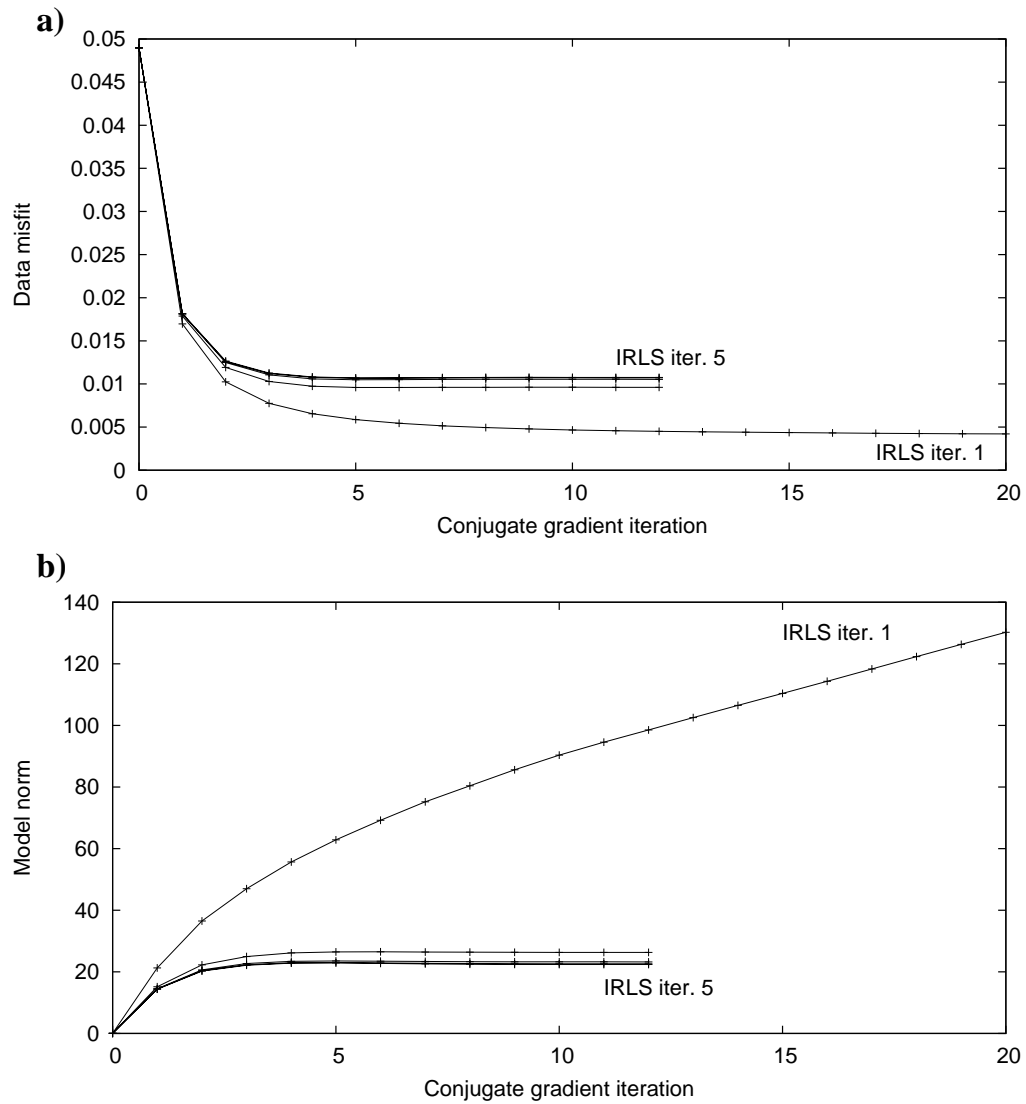 a)
0.05
0.045
0.04
0.035
0.03
0.025
0.02
0.015
0.01
0.005
0
Data misfit
IRLS iter. 5
IRLS iter. 1
0 5 10 15 20
Conjugate gradient iteration
b)
140
120
100
80
60
40
20
0
Model norm
IRLS iter. 1
IRLS iter. 5
0 5 10 15 20
Conjugate gradient iteration